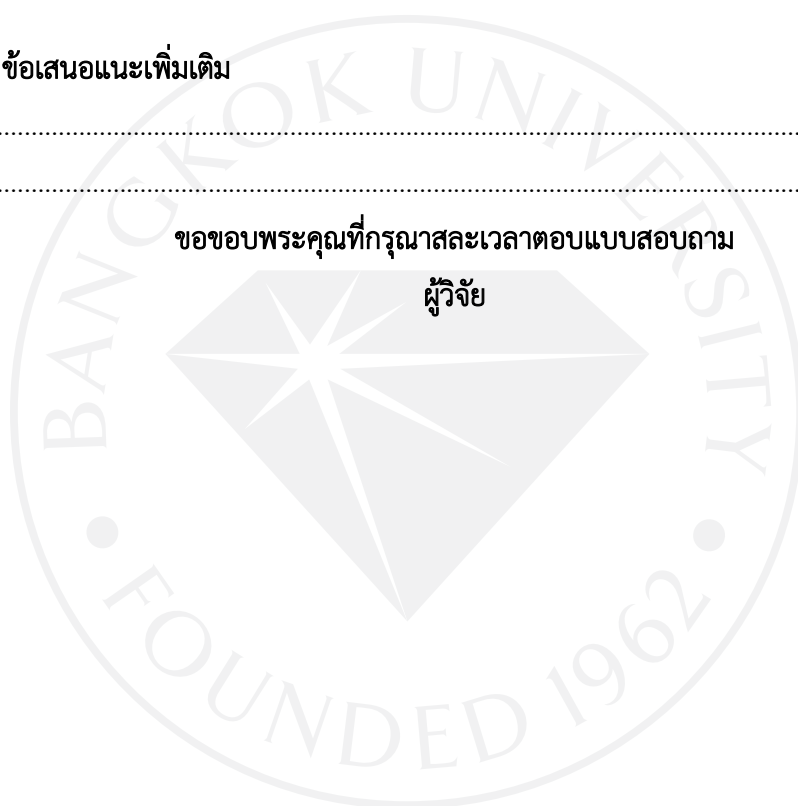 ข้อเสนอแนะเพิ่มเติม
........................................................................................................................
........................................................................................................................
ขอขอบพระคุณที่กรุณาสละเวลาตอบแบบสอบถาม
ผู้วิจัย
BANGKOK UNIVERSITY
• FOUNDED 1962 •